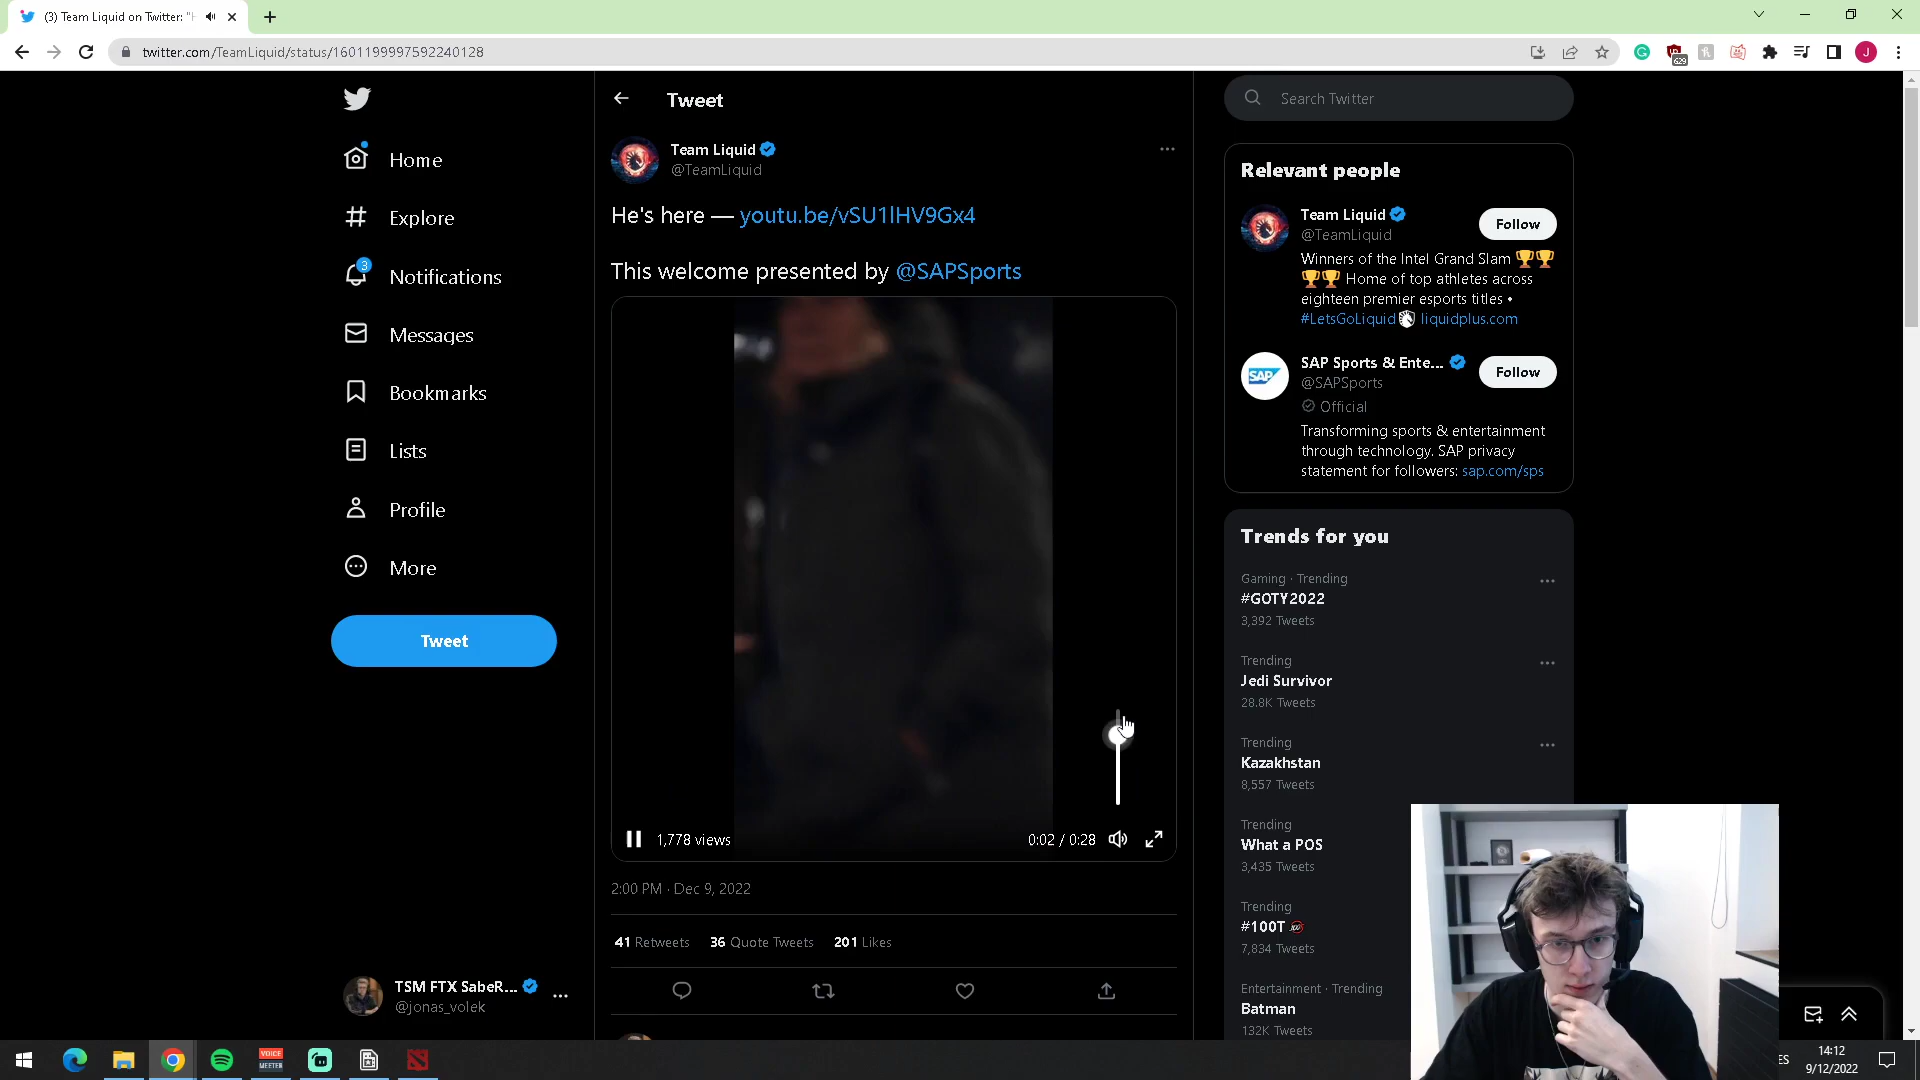 (3) Team Liquid on Twitter: "H
twitter.com/TeamLiquid/status/1601199997592240128
629
J
Home
Explore
3
Notifications
Messages
Bookmarks
Lists
Profile
More
Tweet
TSM FTX SabeR...
@jonas_volek
Tweet
Team Liquid
@TeamLiquid
He's here — youtu.be/vSU1lHV9Gx4
This welcome presented by @SAPSports
1,778 views
0:02 / 0:28
2:00 PM · Dec 9, 2022
41 Retweets 36 Quote Tweets 201 Likes
Search Twitter
Relevant people
Team Liquid
@TeamLiquid
Follow
Winners of the Intel Grand Slam 🏆🏆
🏆🏆 Home of top athletes across
eighteen premier esports titles •
#LetsGoLiquid liquidplus.com
SAP
SAP Sports & Ente...
@SAPSports
Follow
Official
Transforming sports & entertainment
through technology. SAP privacy
statement for followers: sap.com/sps
Trends for you
Gaming · Trending
#GOTY2022
3,392 Tweets
Trending
Jedi Survivor
28.8K Tweets
Trending
Kazakhstan
8,557 Tweets
Trending
What a POS
3,435 Tweets
Trending
#100T
7,834 Tweets
Entertainment · Trending
Batman
132K Tweets
VOICE
MEETER
ES
14:12
9/12/2022